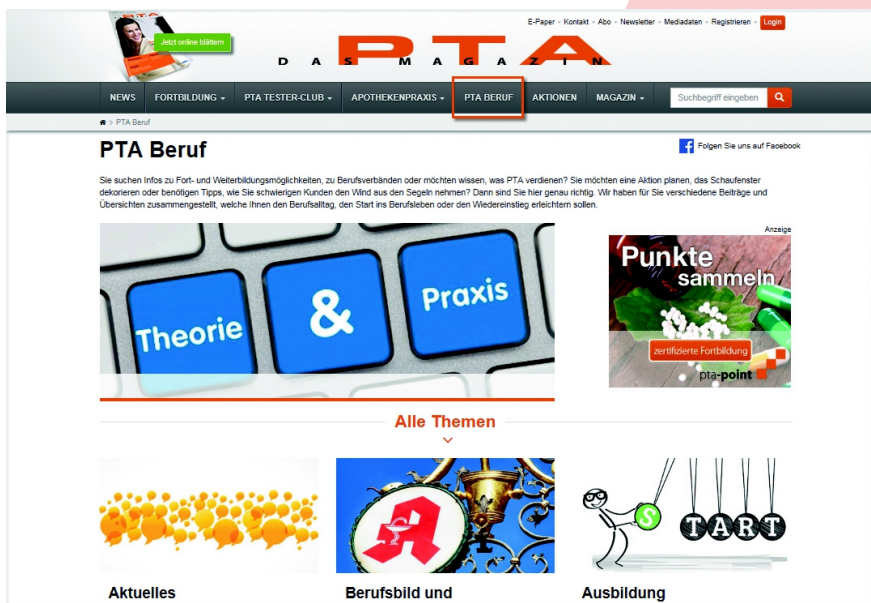 E-Paper - Kontakt - Abo - Newsletter - Mediadaten - Registrieren - Login
Jetzt online blättern
PTA
DAS MAGAZIN
NEWS FORTBILDUNG PTA TESTER-CLUB APOTHEKENPRAXIS PTA BERUF AKTIONEN MAGAZIN Suchbegriff eingeben
> PTA Beruf
PTA Beruf
Folgen Sie uns auf Facebook
Sie suchen Infos zu Fort- und Weiterbildungsmöglichkeiten, zu Berufsverbänden oder möchten wissen, was PTA verdienen? Sie möchten eine Aktion planen, das Schaufenster
dekorieren oder benötigen Tipps, wie Sie schwierigen Kunden den Wind aus den Segeln nehmen? Dann sind Sie hier genau richtig. Wir haben für Sie verschiedene Beiträge und
Übersichten zusammengestellt, welche Ihnen den Berufsalltag, den Start ins Berufsleben oder den Wiedereinstieg erleichtern sollen.
Anzeige
Theorie & Praxis
Punkte
sammeln
zertifizierte Fortbildung
pta-point
Alle Themen
START
Aktuelles
Berufsbild und
Ausbildung